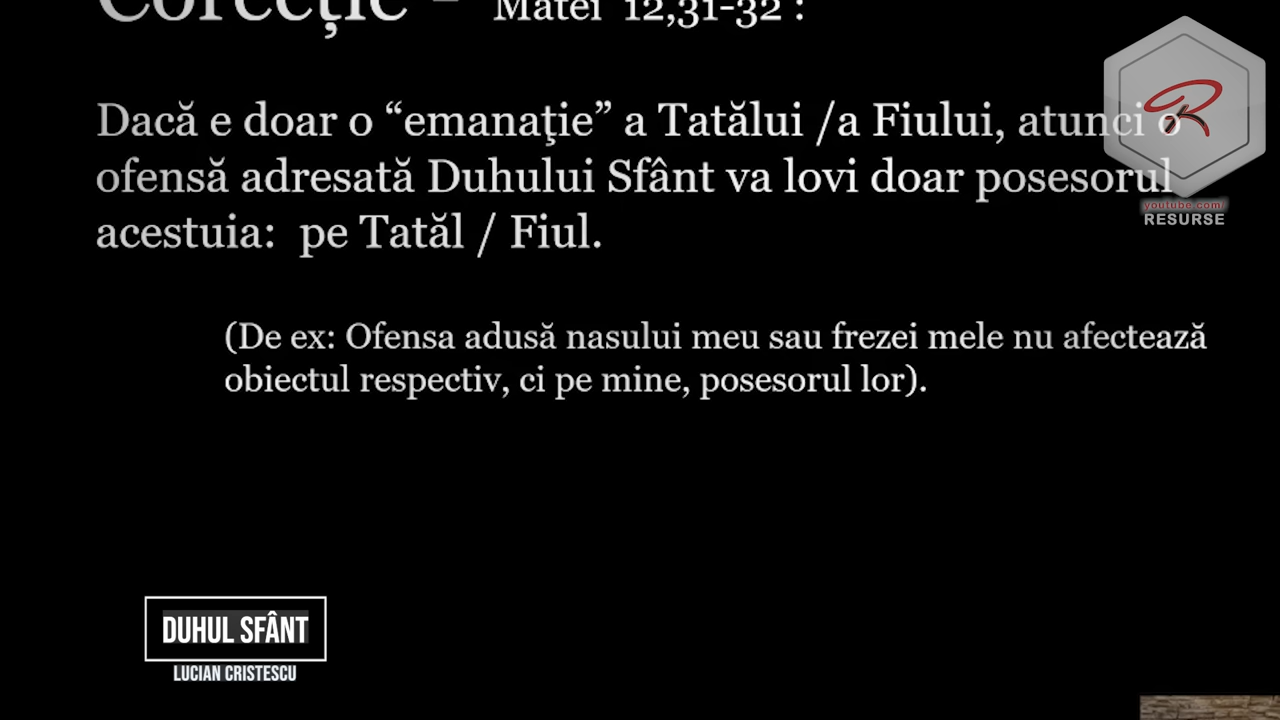 Corecție - Matei 12,31-32 :
Dacă e doar o “emanaţie” a Tatălui /a Fiului, atunci o
ofensă adresată Duhului Sfânt va lovi doar posesorul
acestuia: pe Tatăl / Fiul.
(De ex: Ofensa adusă nasului meu sau frezei mele nu afectează
obiectul respectiv, ci pe mine, posesorul lor).
R
youtube.com/
RESURSE
DUHUL SFÂNT
LUCIAN CRISTESCU